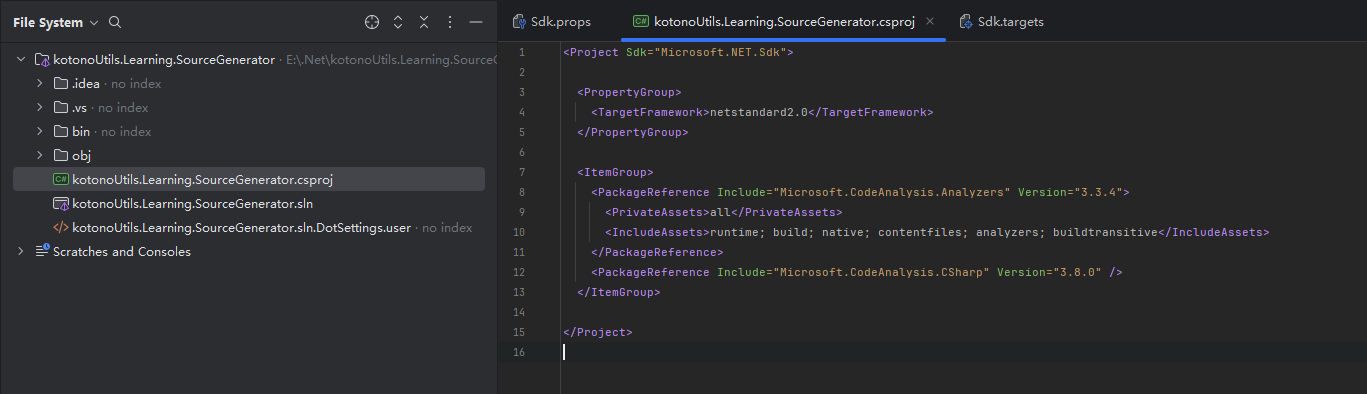 File System
kotonoUtils.Learning.SourceGenerator · E:\.Net\kotonoUtils.Learning.SourceG
.idea · no index
.vs · no index
bin · no index
obj
kotonoUtils.Learning.SourceGenerator.csproj
kotonoUtils.Learning.SourceGenerator.sln
kotonoUtils.Learning.SourceGenerator.sln.DotSettings.user · no index
Scratches and Consoles
Sdk.props
kotonoUtils.Learning.SourceGenerator.csproj
Sdk.targets
1 <Project Sdk="Microsoft.NET.Sdk">
2
3 <PropertyGroup>
4 <TargetFramework>netstandard2.0</TargetFramework>
5 </PropertyGroup>
6
7 <ItemGroup>
8 <PackageReference Include="Microsoft.CodeAnalysis.Analyzers" Version="3.3.4">
9 <PrivateAssets>all</PrivateAssets>
10 <IncludeAssets>runtime; build; native; contentfiles; analyzers; buildtransitive</IncludeAssets>
11 </PackageReference>
12 <PackageReference Include="Microsoft.CodeAnalysis.CSharp" Version="3.8.0" />
13 </ItemGroup>
14
15 </Project>
16